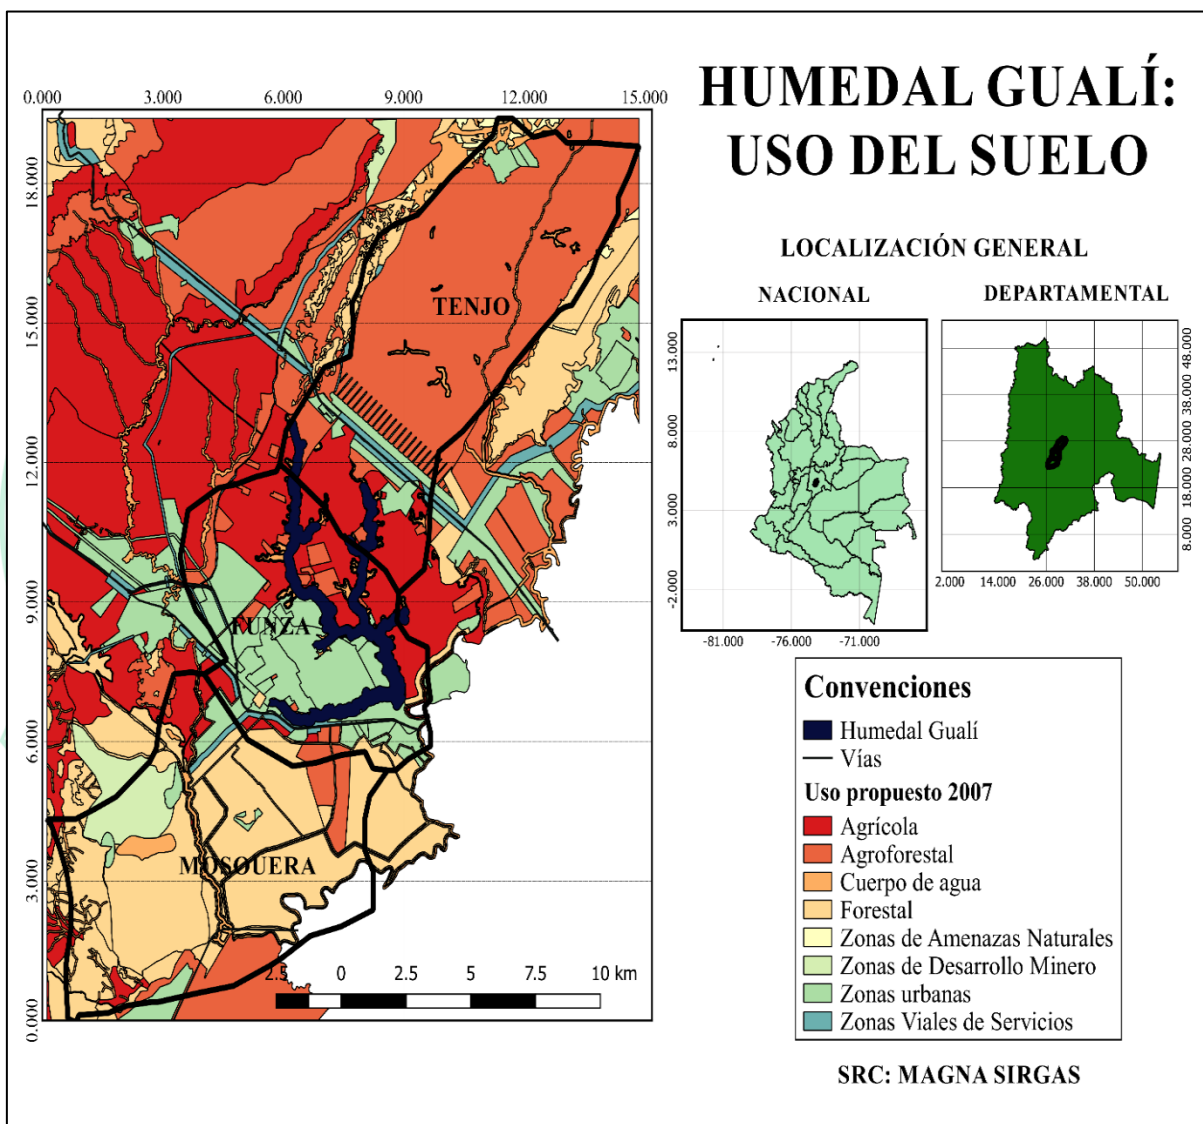 HUMEDAL GUALÍ:
USO DEL SUELO
0.000 3.000 6.000 9.000 12.000 15.000
18.000
15.000
12.000
9.000
6.000
3.000
0.000
TENJO
FUNZA
MOSQUERA
2.5 0 2.5 5 7.5 10 km
LOCALIZACIÓN GENERAL
NACIONAL
13.000
8.000
3.000
-2.000
-81.000 -76.000 -71.000
DEPARTAMENTAL
48.000
38.000
28.000
18.000
8.000
2.000 14.000 26.000 38.000 50.000
Convenciones
Humedal Gualí
Vías
Uso propuesto 2007
Agrícola
Agroforestal
Cuerpo de agua
Forestal
Zonas de Amenazas Naturales
Zonas de Desarrollo Minero
Zonas urbanas
Zonas Viales de Servicios
SRC: MAGNA SIRGAS